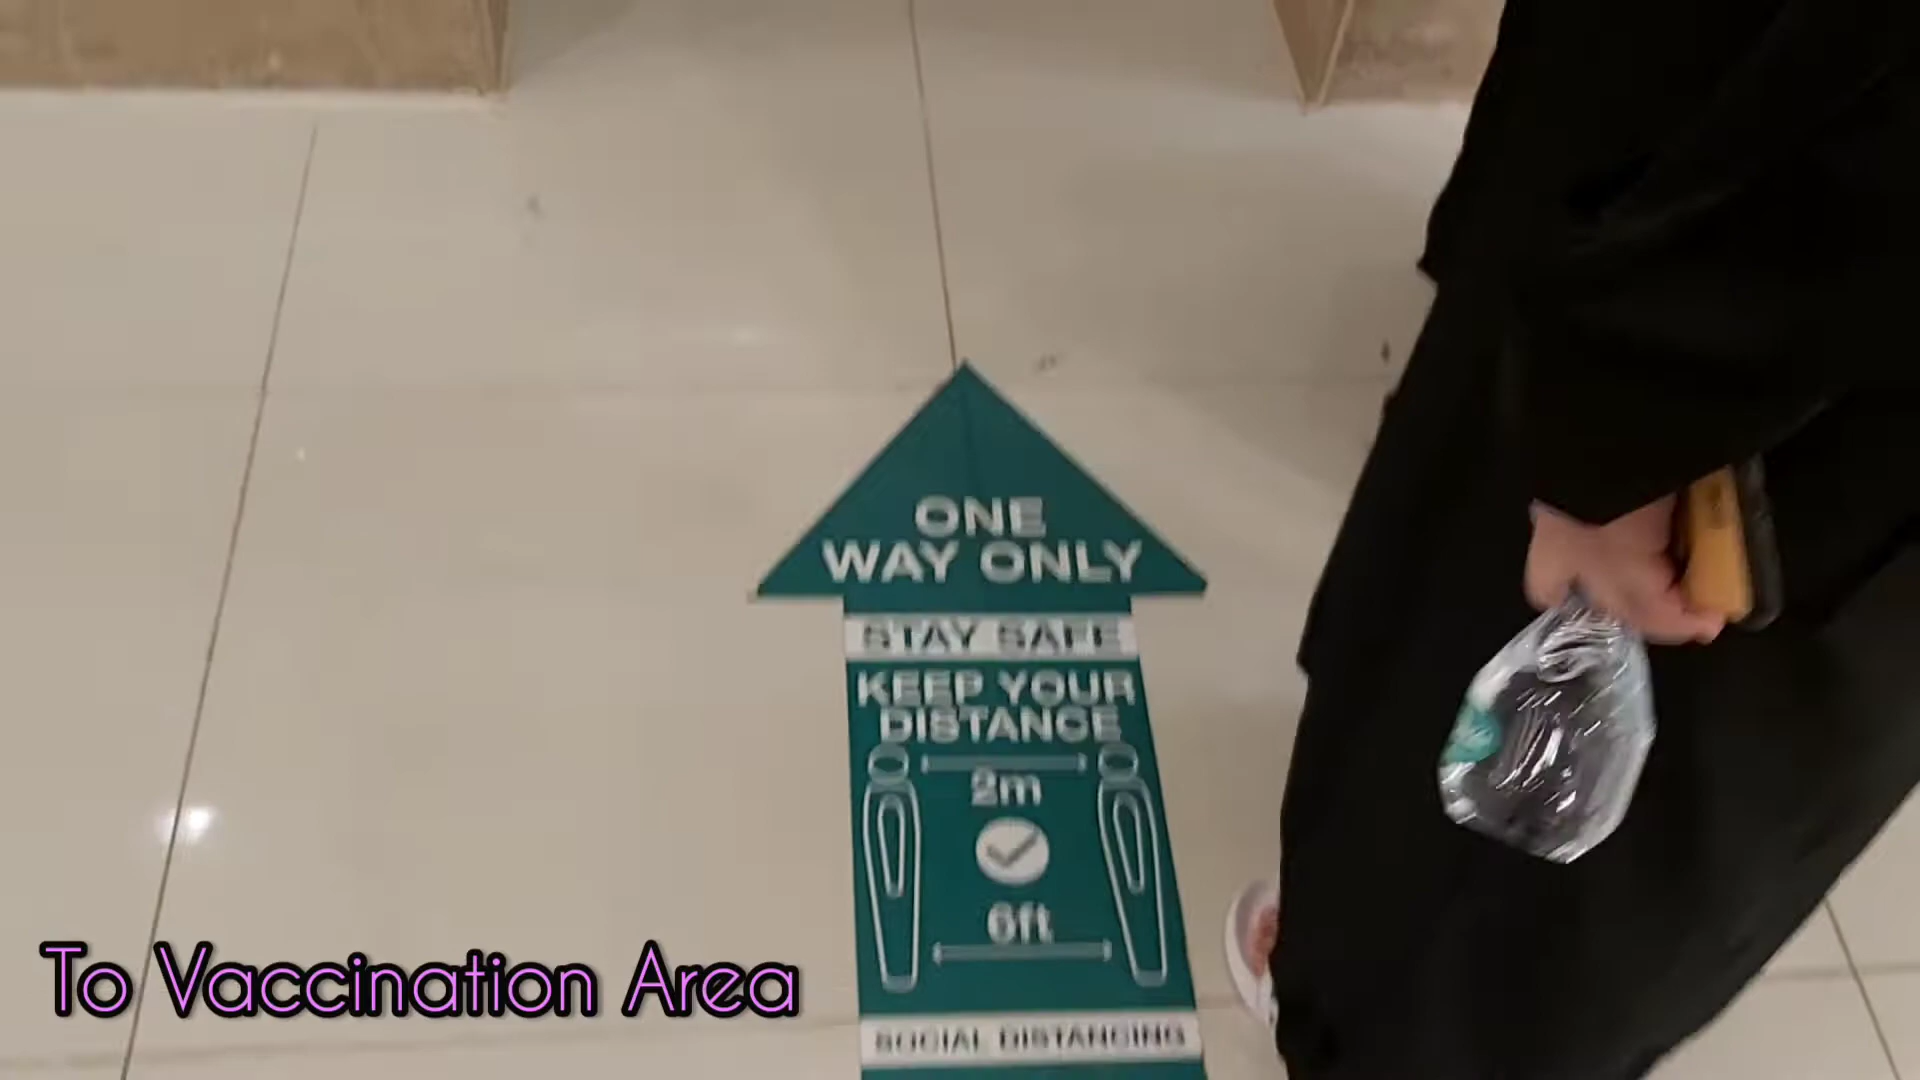 ONE
WAY ONLY
STAY SAFE
KEEP YOUR
DISTANCE
2m
6ft
SOCIAL DISTANCING
To Vaccination Area